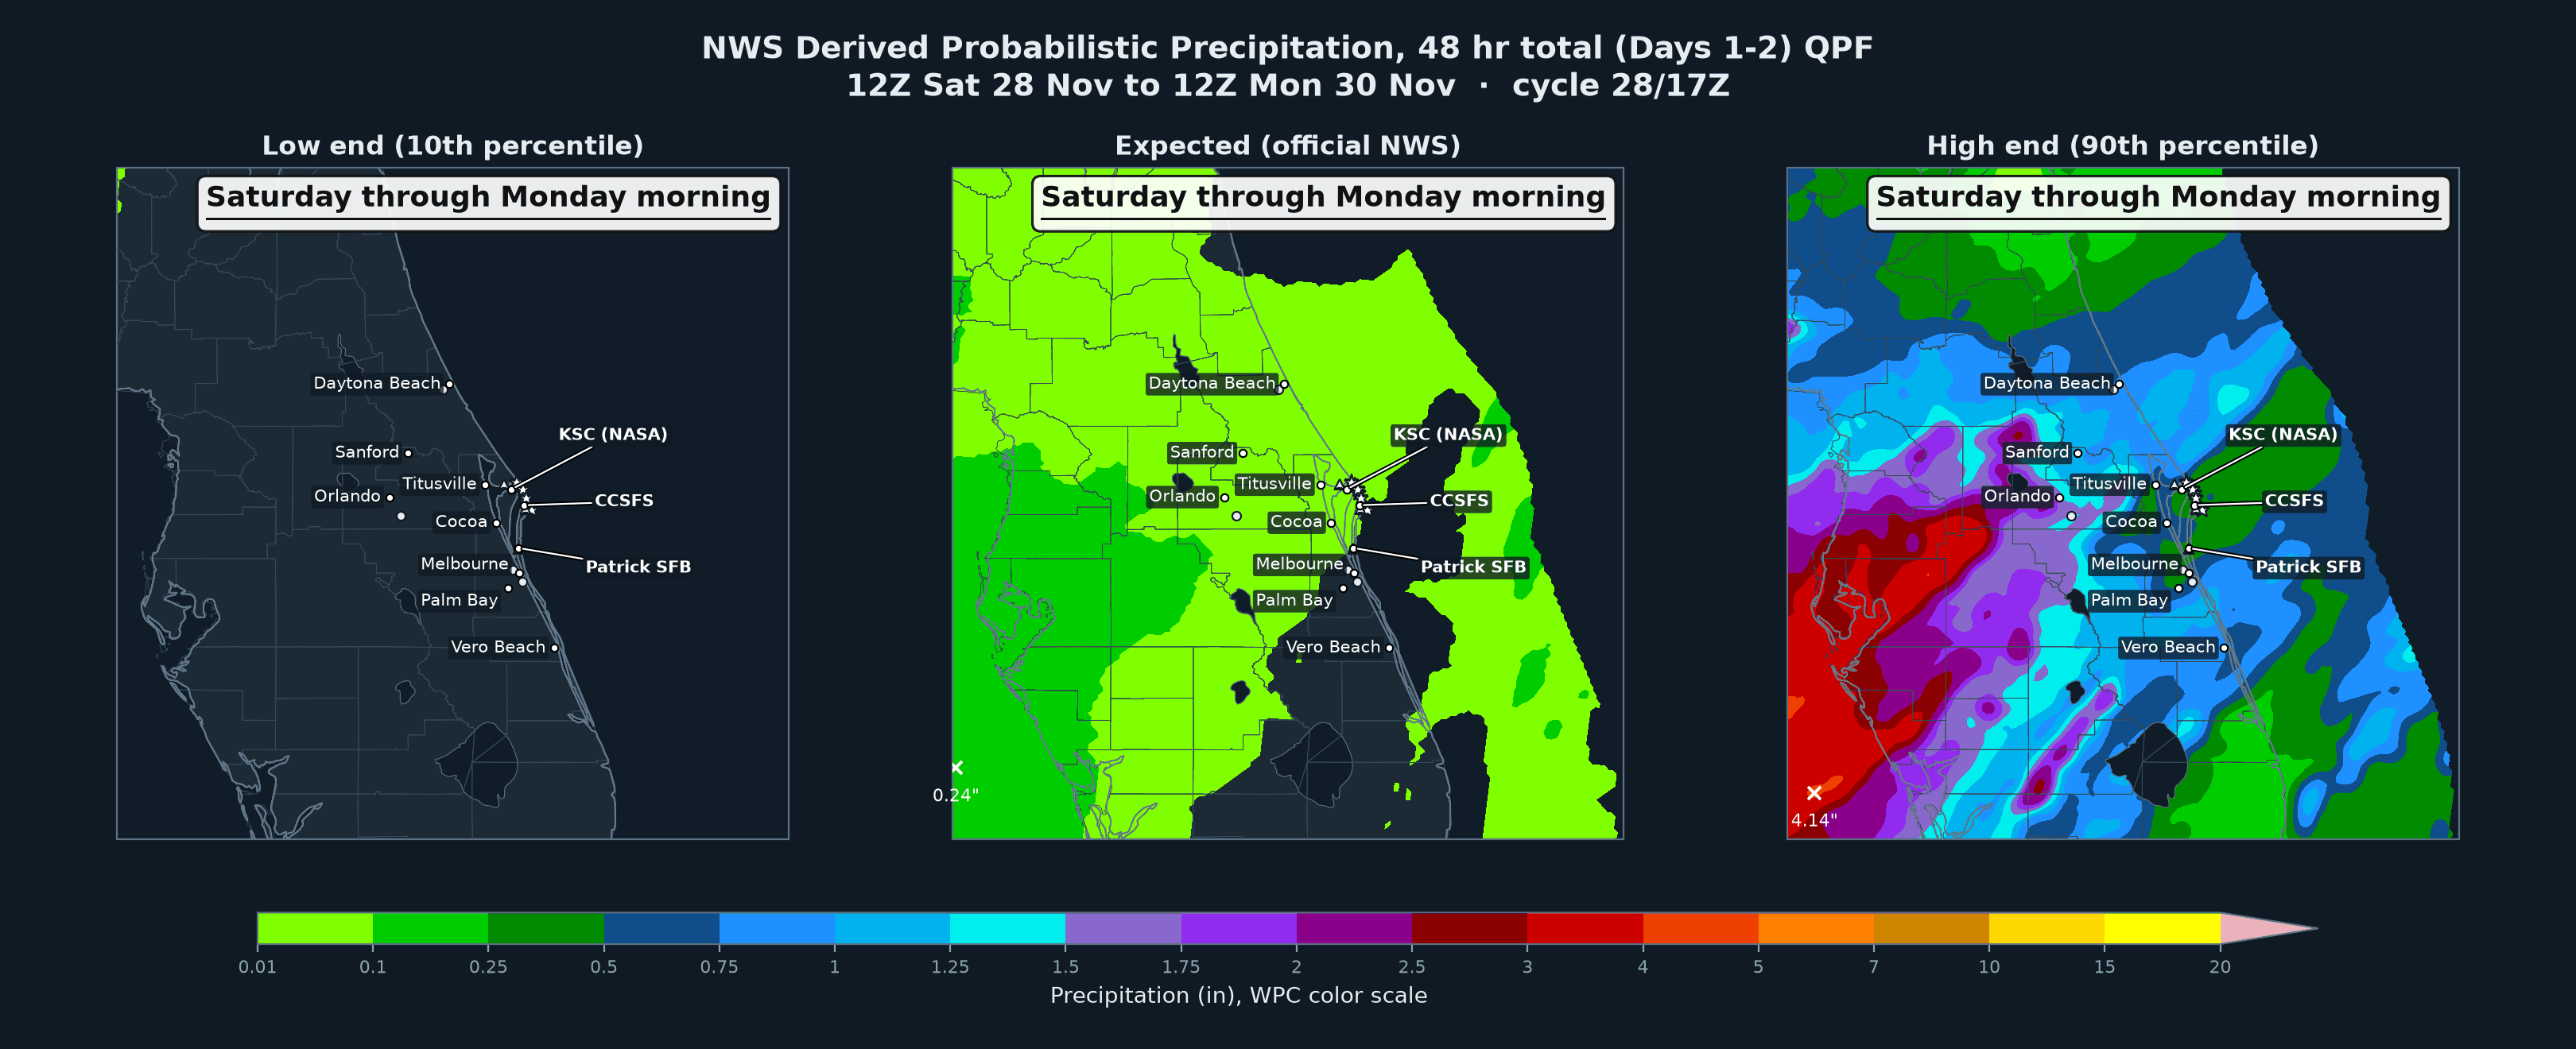 NWS Derived Probabilistic Precipitation, 48 hr total (Days 1-2) QPF
12Z Sat 28 Nov to 12Z Mon 30 Nov · cycle 28/17Z
Low end (10th percentile)
Saturday through Monday morning
Daytona Beach
KSC (NASA)
Sanford
Titusville
Orlando
CCSFS
Cocoa
Melbourne
Patrick SFB
Palm Bay
Vero Beach
Expected (official NWS)
Saturday through Monday morning
Daytona Beach
KSC (NASA)
Sanford
Titusville
Orlando
CCSFS
Cocoa
Melbourne
Patrick SFB
Palm Bay
Vero Beach
0.24"
High end (90th percentile)
Saturday through Monday morning
Daytona Beach
KSC (NASA)
Sanford
Titusville
Orlando
CCSFS
Cocoa
Melbourne
Patrick SFB
Palm Bay
Vero Beach
4.14"
0.01 0.1 0.25 0.5 0.75 1 1.25 1.5 1.75 2 2.5 3 4 5 7 10 15 20
Precipitation (in), WPC color scale